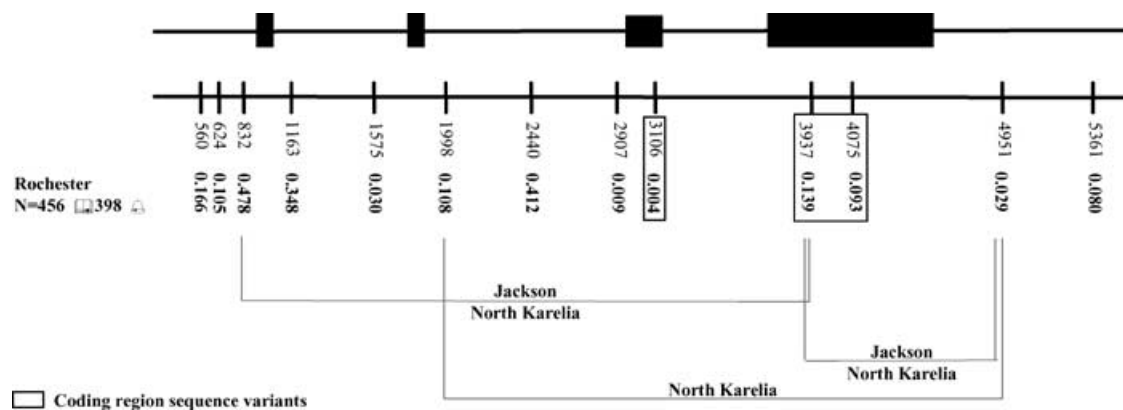 560 624 832 1163 1575 1998 2440 2907 3106 3937 4075 4951 5361
Rochester
N=456 398
0.166 0.105 0.478 0.348 0.030 0.108 0.412 0.009 0.004 0.139 0.093 0.029 0.080
Jackson
North Karelia
Jackson
North Karelia
North Karelia
Coding region sequence variants